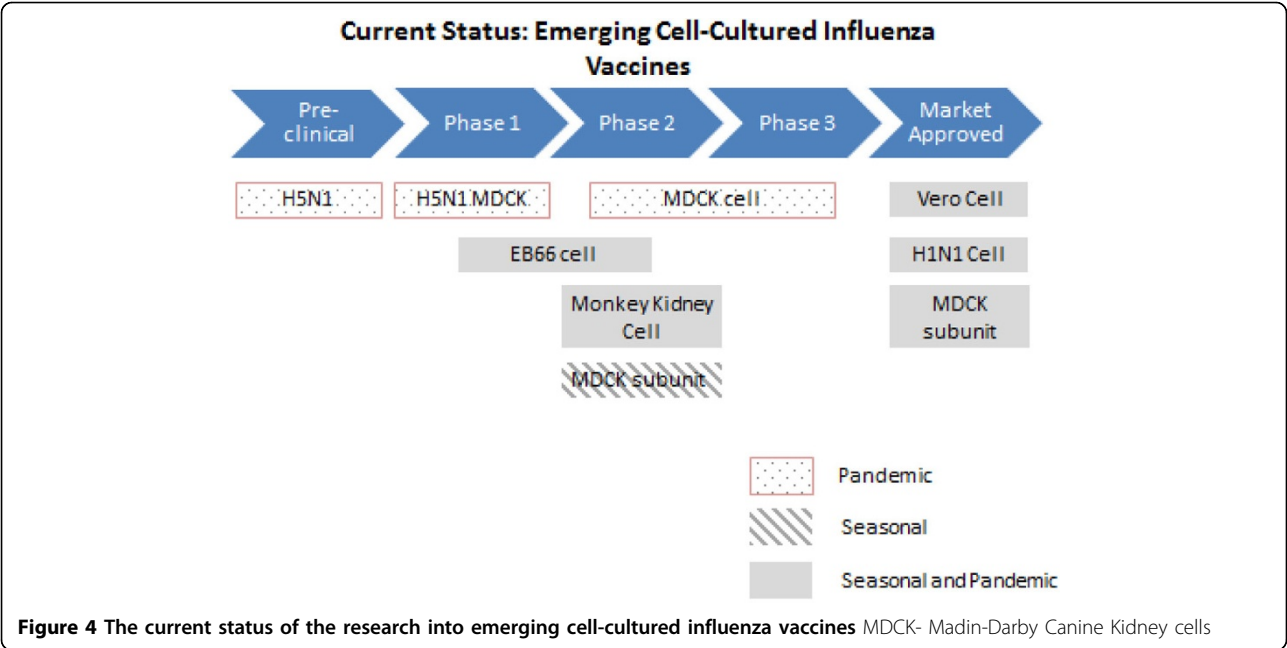 Current Status: Emerging Cell-Cultured Influenza
Vaccines
Pre-
clinical
Phase 1
Phase 2
Phase 3
Market
Approved
H5N1
H5N1 MDCK
MDCK cell
Vero Cell
EB66 cell
H1N1 Cell
Monkey Kidney
Cell
MDCK
subunit
MDCK subunit
Pandemic
Seasonal
Seasonal and Pandemic
Figure 4 The current status of the research into emerging cell-cultured influenza vaccines MDCK- Madin-Darby Canine Kidney cells